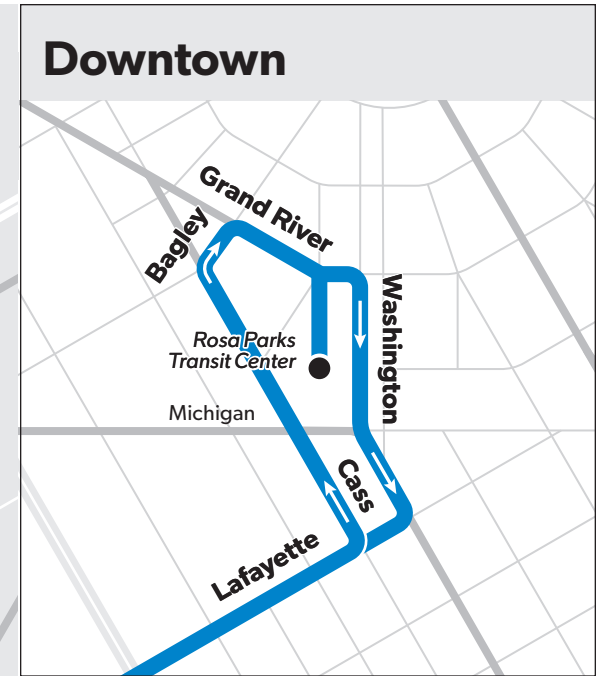 Downtown
Grand River
Bagley
Washington
Rosa Parks
Transit Center
Michigan
Cass
Lafayette